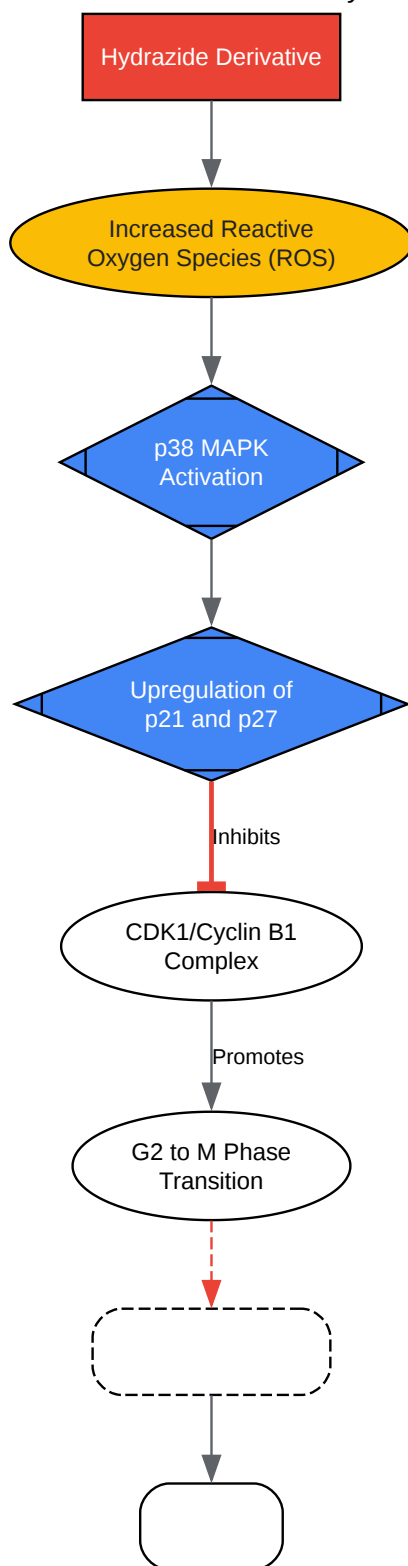 Hydrazide Derivative
Increased Reactive
Oxygen Species (ROS)
p38 MAPK
Activation
Upregulation of
p21 and p27
Inhibits
CDK1/Cyclin B1
Complex
Promotes
G2 to M Phase
Transition